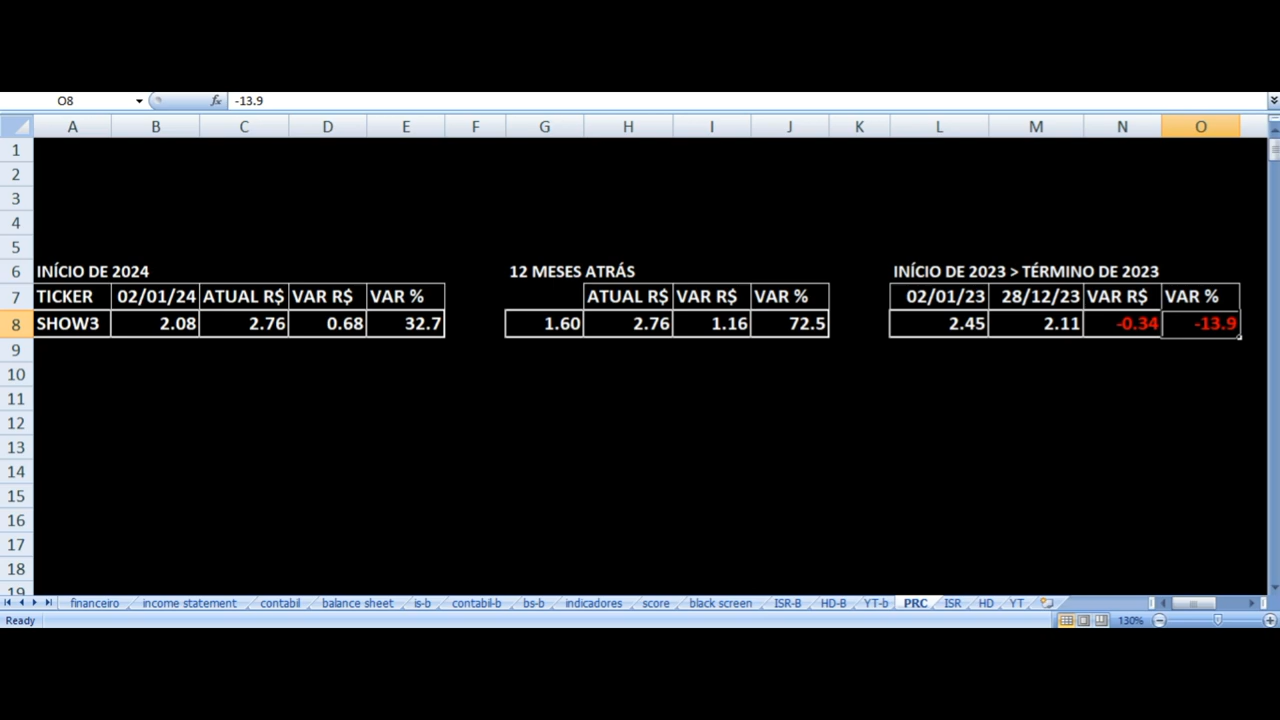 O8 fx -13.9
A B C D E F G H I J K L M N O
1
2
3
4
5
6 INÍCIO DE 2024 12 MESES ATRÁS INÍCIO DE 2023 > TÉRMINO DE 2023
7 TICKER 02/01/24 ATUAL R$ VAR R$ VAR % ATUAL R$ VAR R$ VAR % 02/01/23 28/12/23 VAR R$ VAR %
8 SHOW3 2.08 2.76 0.68 32.7 1.60 2.76 1.16 72.5 2.45 2.11 -0.34 -13.9
9
10
11
12
13
14
15
16
17
18
19
financeiro income statement contabil balance sheet is-b contabil-b bs-b indicadores score black screen ISR-B HD-B YT-b PRC ISR HD YT
Ready 130%